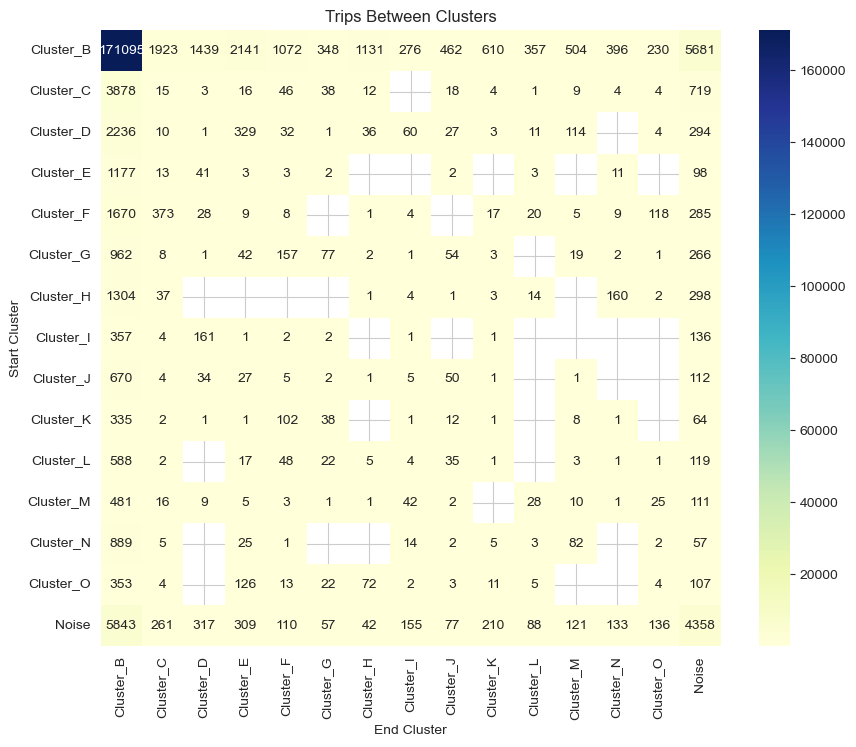 Trips Between Clusters
Start Cluster
Cluster_B 171095 1923 1439 2141 1072 348 1131 276 462 610 357 504 396 230 5681
Cluster_C 3878 15 3 16 46 38 12 18 4 1 9 4 4 719
Cluster_D 2236 10 1 329 32 1 36 60 27 3 11 114 4 294
Cluster_E 1177 13 41 3 3 2 2 3 11 98
Cluster_F 1670 373 28 9 8 1 4 17 20 5 9 118 285
Cluster_G 962 8 1 42 157 77 2 1 54 3 19 2 1 266
Cluster_H 1304 37 1 4 1 3 14 160 2 298
Cluster_I 357 4 161 1 2 2 1 1 136
Cluster_J 670 4 34 27 5 2 1 5 50 1 1 112
Cluster_K 335 2 1 1 102 38 1 12 1 8 1 64
Cluster_L 588 2 17 48 22 5 4 35 1 3 1 1 119
Cluster_M 481 16 9 5 3 1 1 42 2 28 10 1 25 111
Cluster_N 889 5 25 1 14 2 5 3 82 2 57
Cluster_O 353 4 126 13 22 72 2 3 11 5 4 107
Noise 5843 261 317 309 110 57 42 155 77 210 88 121 133 136 4358
Cluster_B Cluster_C Cluster_D Cluster_E Cluster_F Cluster_G Cluster_H Cluster_I Cluster_J Cluster_K Cluster_L Cluster_M Cluster_N Cluster_O Noise
End Cluster
160000
140000
120000
100000
80000
60000
40000
20000